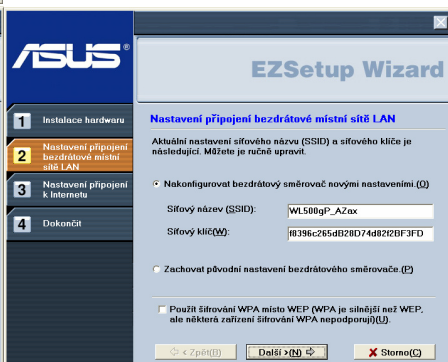 ASUS®
EZSetup Wizard
1 Instalace hardwaru
2 Nastavení připojení
bezdrátové místní
sítě LAN
3 Nastavení připojení
k Internetu
4 Dokončit
Nastavení připojení bezdrátové místní sítě LAN
Aktuální nastavení síťového názvu (SSID) a síťového klíče je
následující. Můžete je ručně upravit.
Nakonfigurovat bezdrátový směrovač novými nastaveními.(O)
Síťový název (SSID):
WL500gP_AZax
Síťový klíč(W):
f8396c265dB28D74d82f2BF3FD
Zachovat původní nastavení bezdrátového směrovače.(P)
Použít šifrování WPA místo WEP (WPA je silnější než WEP,
ale některá zařízení šifrování WPA nepodporují)(U).
< Zpět(B)
Další >(N)
Storno(C)